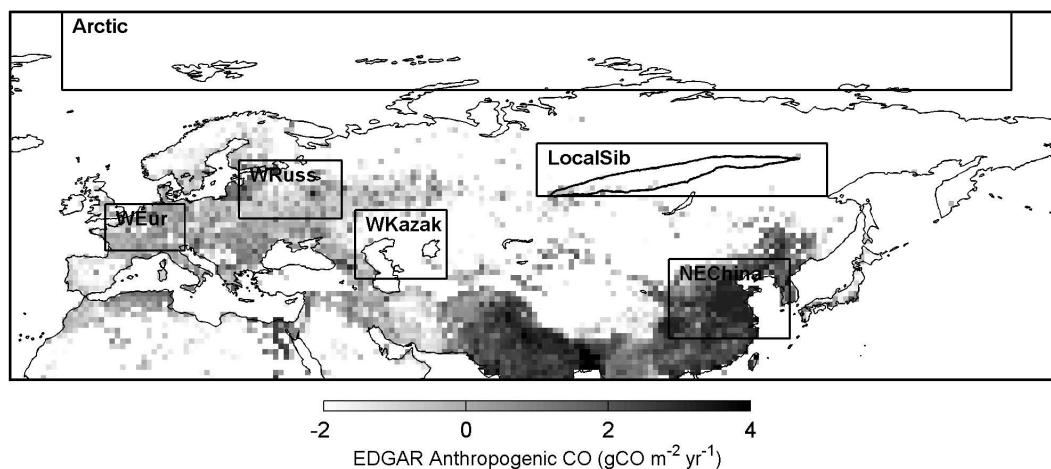 Arctic
LocalSib
WRuss
WEur
WKazak
NEChina
-2 0 2 4
EDGAR Anthropogenic CO (gCO m⁻² yr⁻¹)